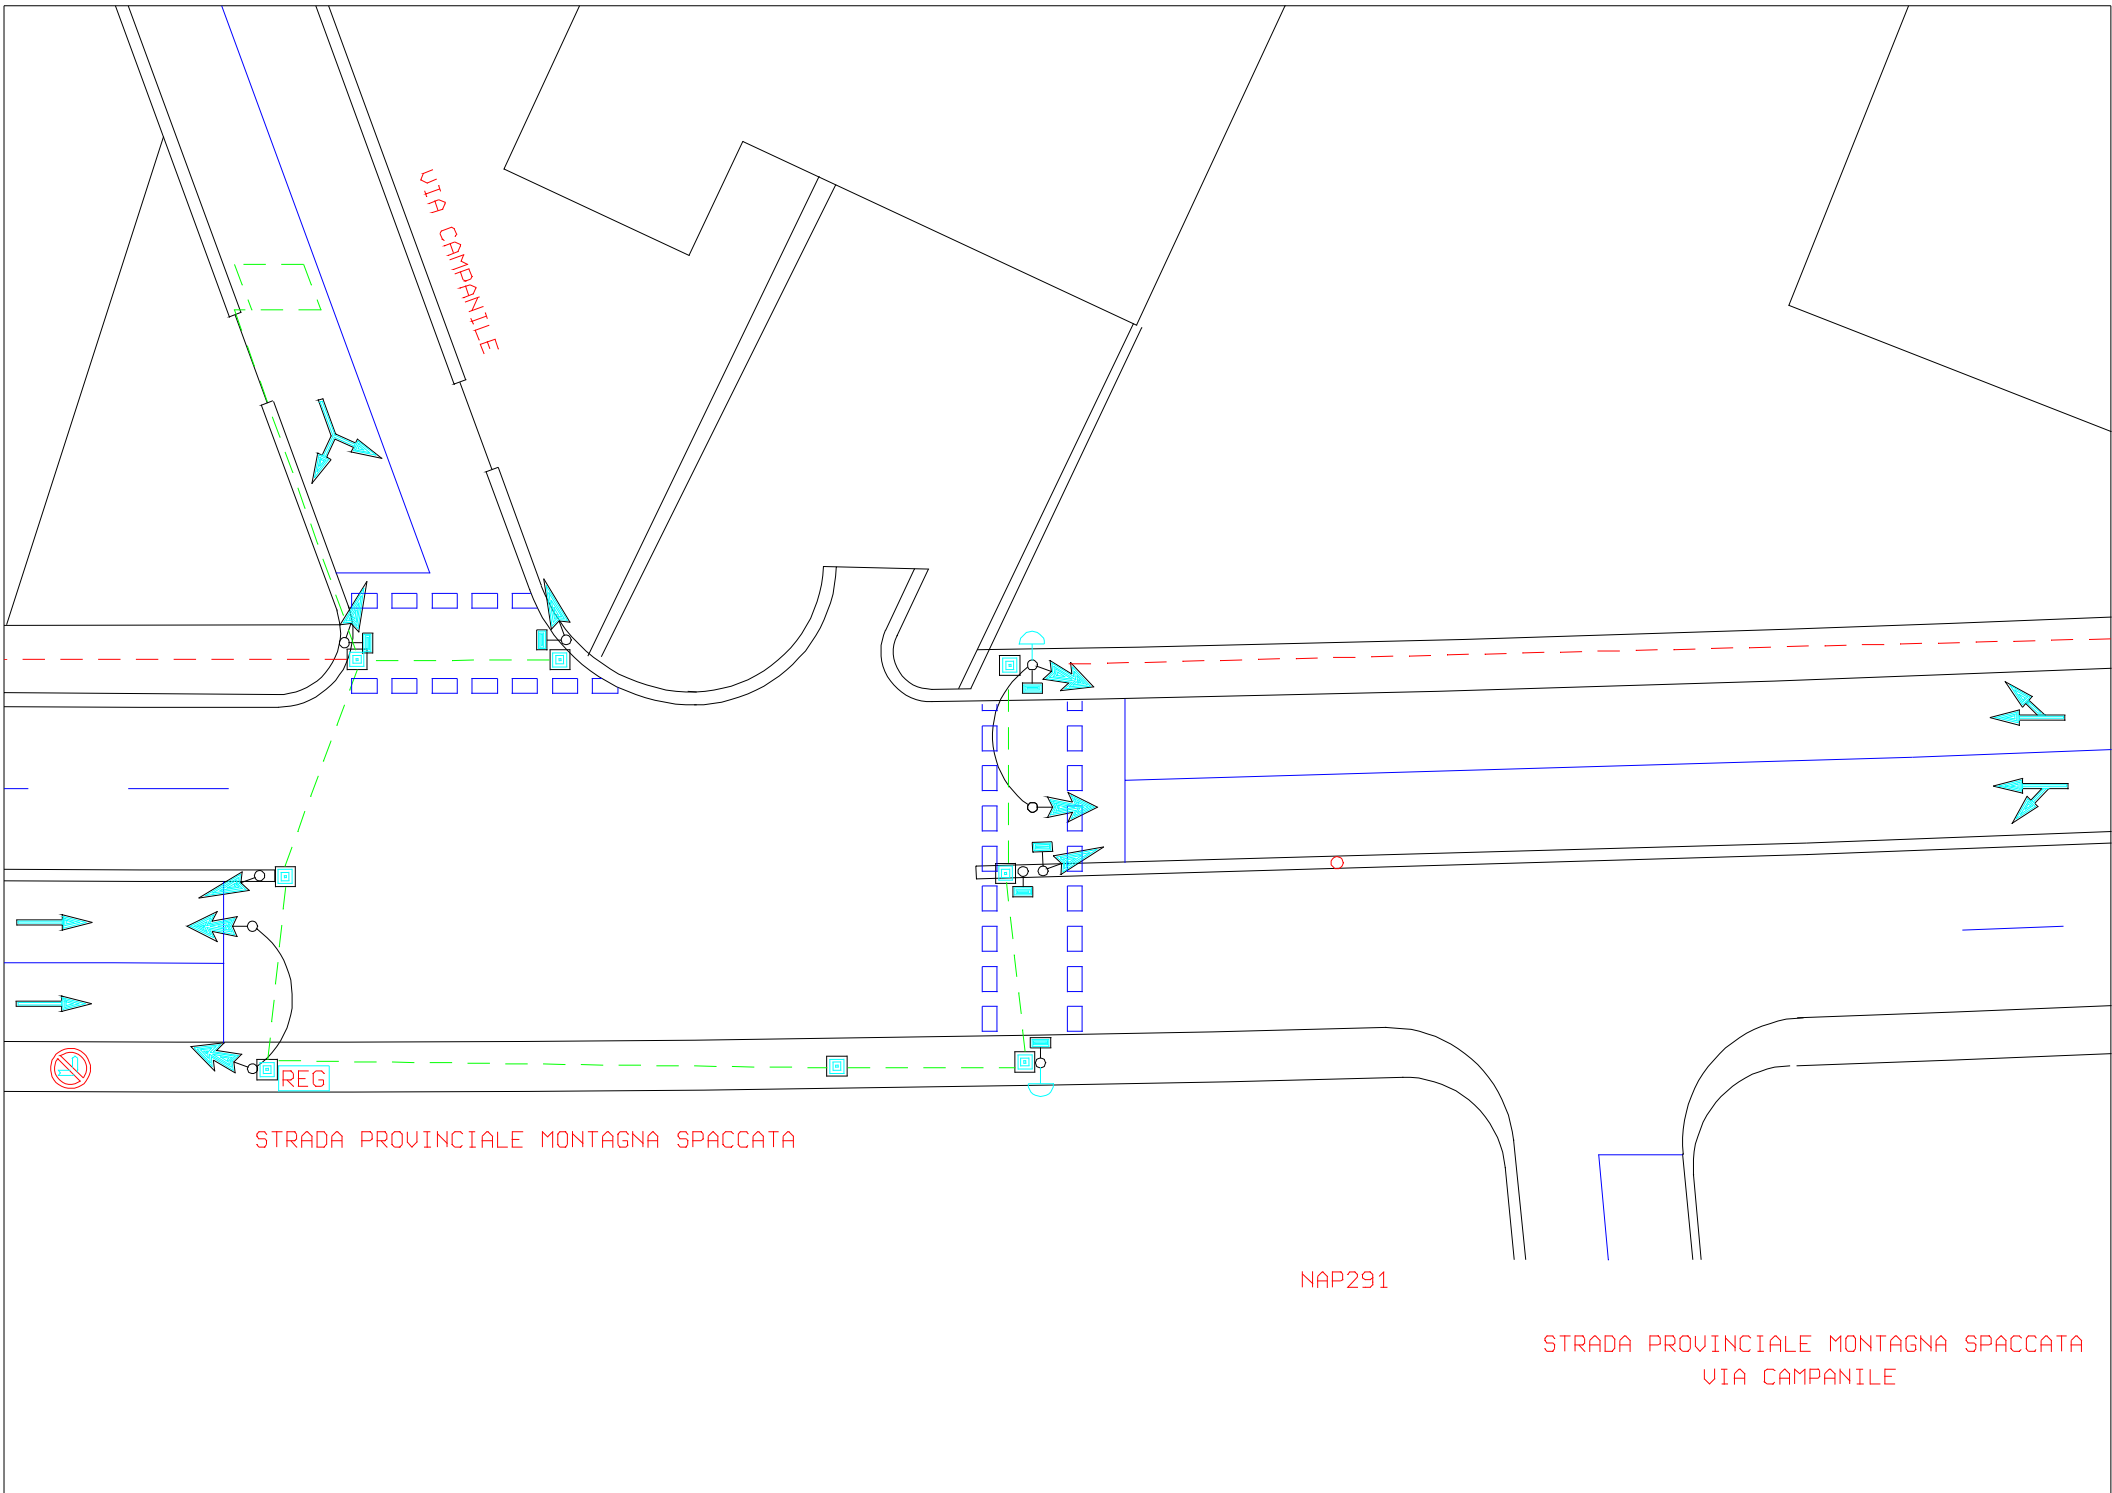 VIA CAMPANILE
REG
STRADA PROVINCIALE MONTAGNA SPACCATA
NAP291
STRADA PROVINCIALE MONTAGNA SPACCATA
VIA CAMPANILE